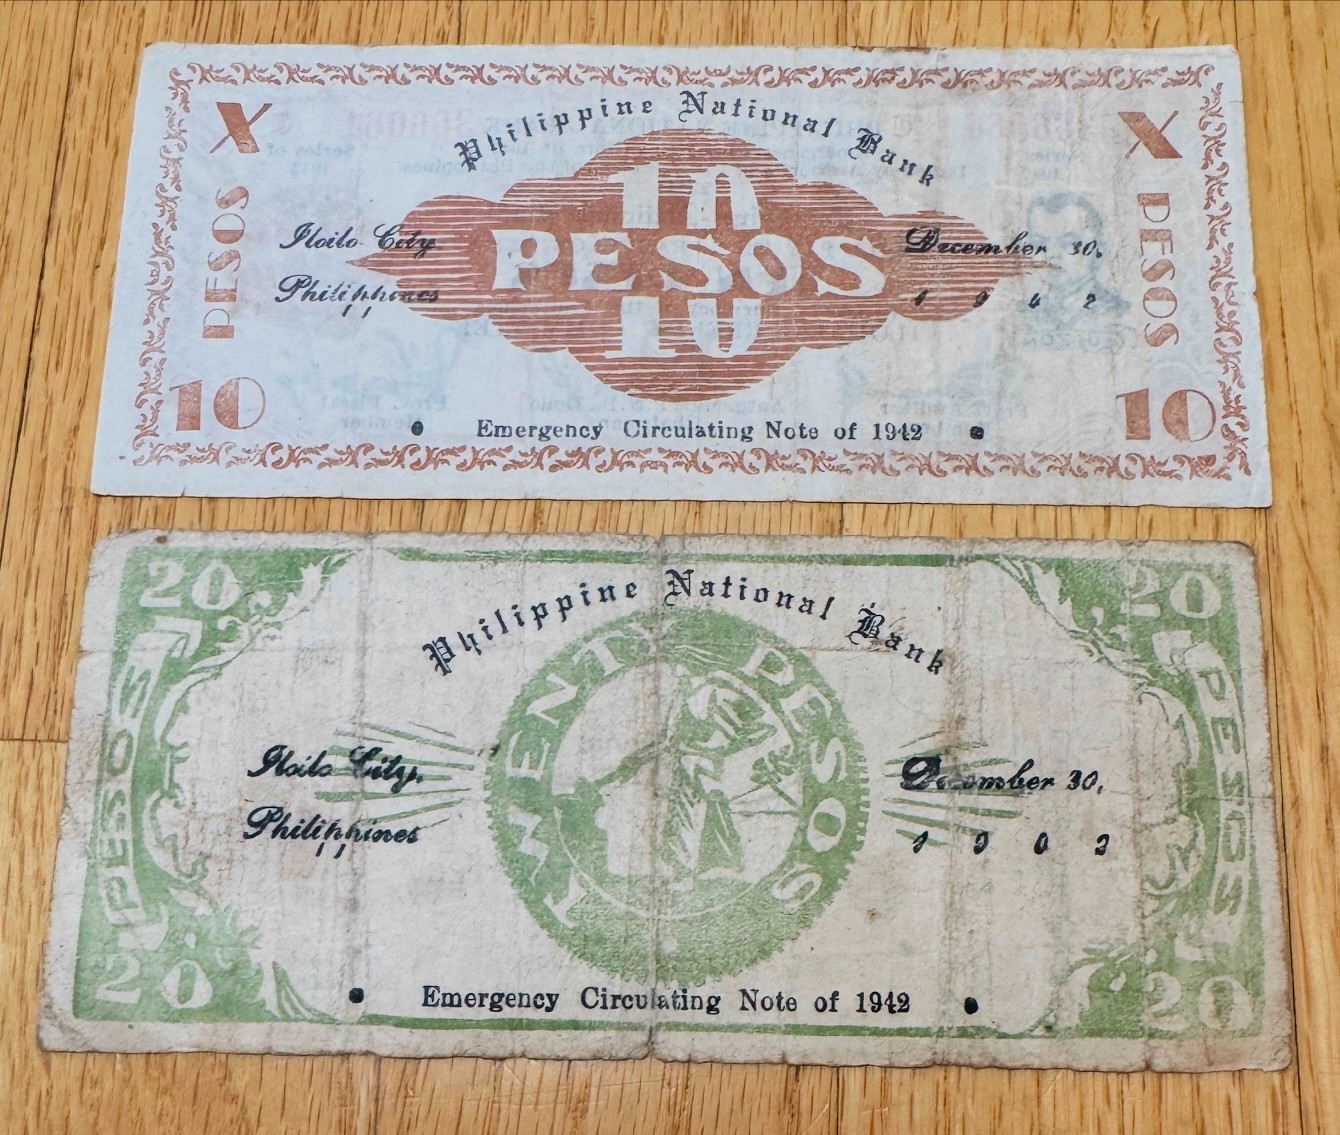 Philippine National Bank
X
X
10
PESOS
10
PESOS
PESOS
Iloilo City
Philippines
December 30,
1942
10
10
Emergency Circulating Note of 1942
Philippine National Bank
20
20
TWENTY PESOS
PESOS
PESOS
Iloilo City,
Philippines
December 30,
1942
20
20
Emergency Circulating Note of 1942